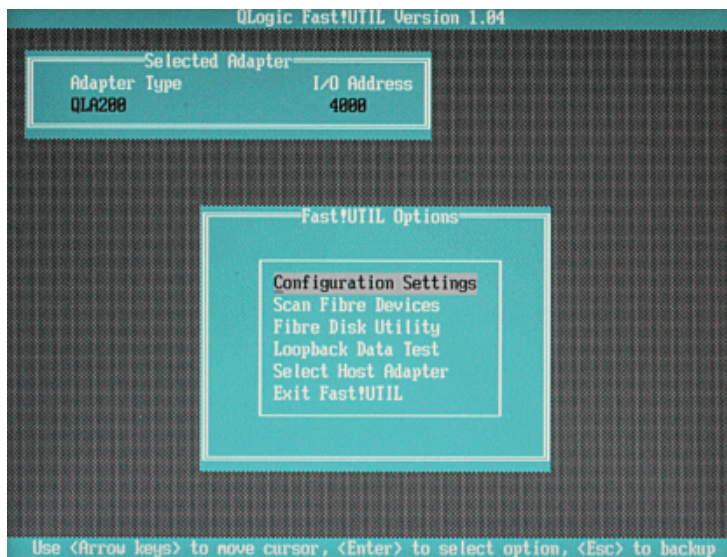 QLogic Fast!UTIL Version 1.04
Selected Adapter
Adapter Type I/O Address
QLA200 4000
Fast!UTIL Options
Configuration Settings
Scan Fibre Devices
Fibre Disk Utility
Loopback Data Test
Select Host Adapter
Exit Fast!UTIL
Use <Arrow keys> to move cursor, <Enter> to select option, <Esc> to backup